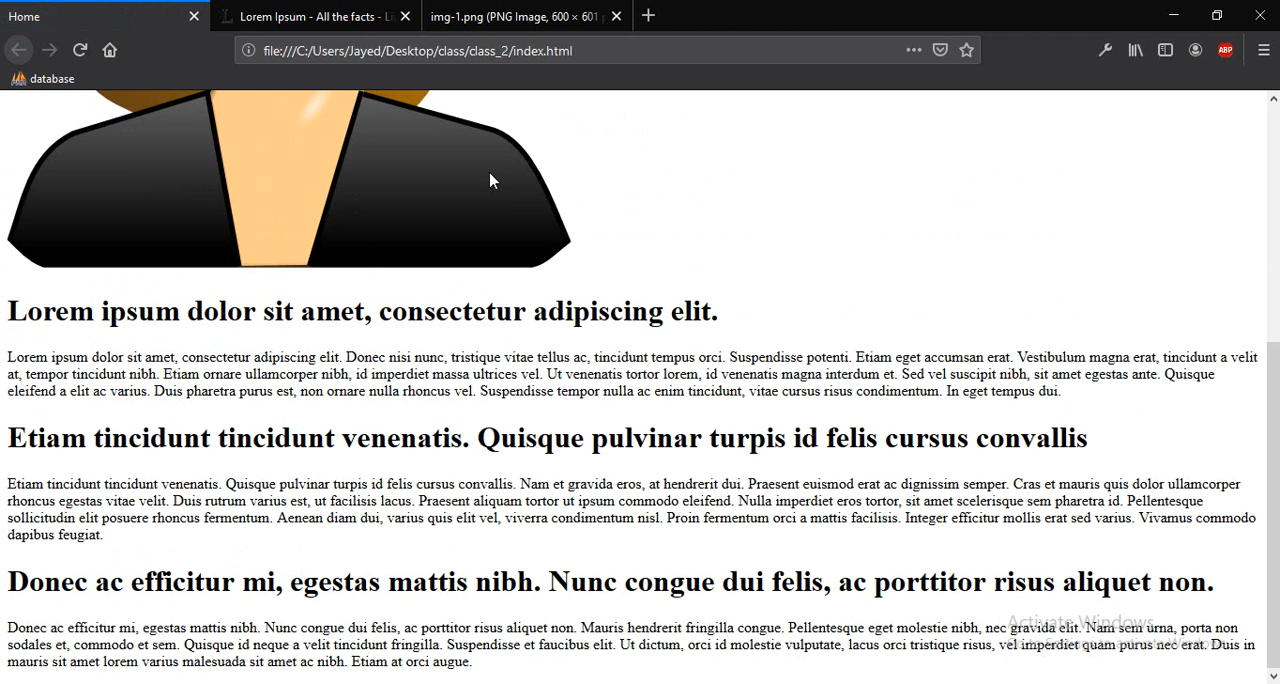 Home
Lorem Ipsum - All the facts - Li
img-1.png (PNG Image, 600 × 601
file:///C:/Users/Jayed/Desktop/class/class_2/index.html
ABP
database
Lorem ipsum dolor sit amet, consectetur adipiscing elit.
Lorem ipsum dolor sit amet, consectetur adipiscing elit. Donec nisi nunc, tristique vitae tellus ac, tincidunt tempus orci. Suspendisse potenti. Etiam eget accumsan erat. Vestibulum magna erat, tincidunt a velit
at, tempor tincidunt nibh. Etiam ornare ullamcorper nibh, id imperdiet massa ultrices vel. Ut venenatis tortor lorem, id venenatis magna interdum et. Sed vel suscipit nibh, sit amet egestas ante. Quisque
eleifend a elit ac varius. Duis pharetra purus est, non ornare nulla rhoncus vel. Suspendisse tempor nulla ac enim tincidunt, vitae cursus risus condimentum. In eget tempus dui.
Etiam tincidunt tincidunt venenatis. Quisque pulvinar turpis id felis cursus convallis
Etiam tincidunt tincidunt venenatis. Quisque pulvinar turpis id felis cursus convallis. Nam et gravida eros, at hendrerit dui. Praesent euismod erat ac dignissim semper. Cras et mauris quis dolor ullamcorper
rhoncus egestas vitae velit. Duis rutrum varius est, ut facilisis lacus. Praesent aliquam tortor ut ipsum commodo eleifend. Nulla imperdiet eros tortor, sit amet scelerisque sem pharetra id. Pellentesque
sollicitudin elit posuere rhoncus fermentum. Aenean diam dui, varius quis elit vel, viverra condimentum nisl. Proin fermentum orci a mattis facilisis. Integer efficitur mollis erat sed varius. Vivamus commodo
dapibus feugiat.
Donec ac efficitur mi, egestas mattis nibh. Nunc congue dui felis, ac porttitor risus aliquet non.
Activate Windows
Donec ac efficitur mi, egestas mattis nibh. Nunc congue dui felis, ac porttitor risus aliquet non. Mauris hendrerit fringilla congue. Pellentesque eget molestie nibh, nec gravida elit. Nam sem urna, porta non
sodales et, commodo et sem. Quisque id neque a velit tincidunt fringilla. Suspendisse et faucibus elit. Ut dictum, orci id molestie vulputate, lacus orci tristique risus, vel imperdiet quam purus nec erat. Duis in
mauris sit amet lorem varius malesuada sit amet ac nibh. Etiam at orci augue.